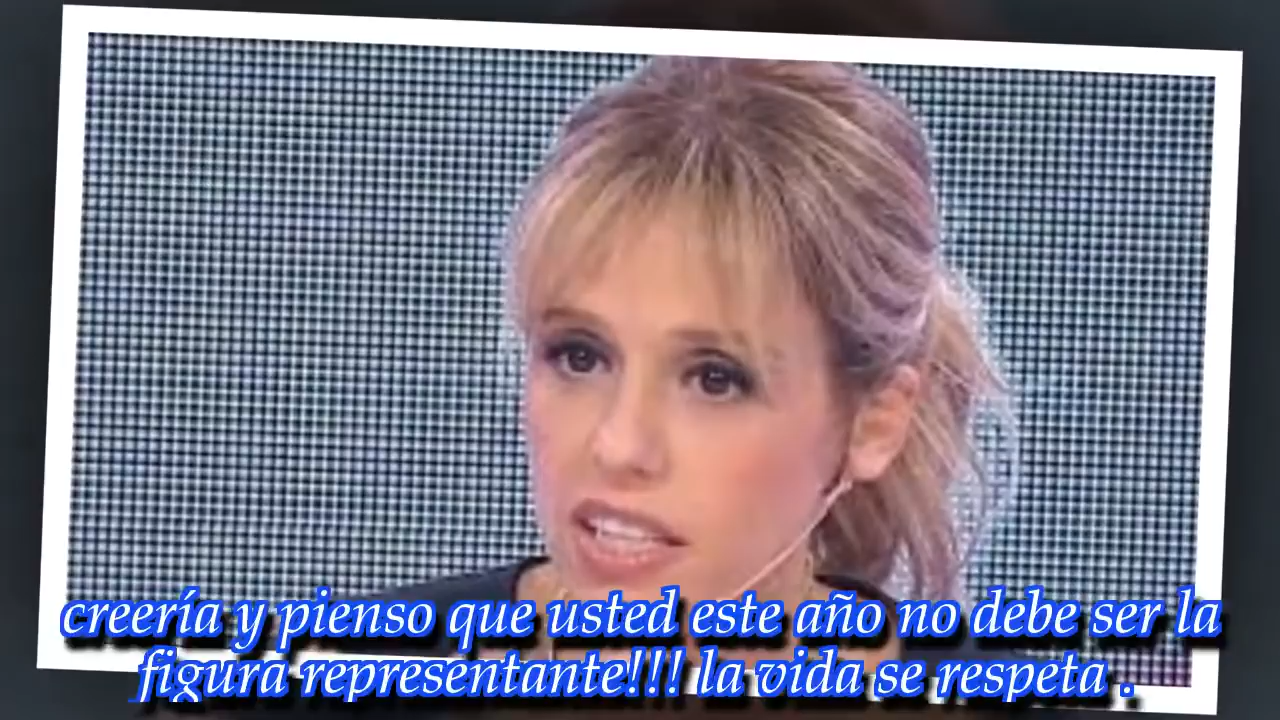 creería y pienso que usted este año no debe ser la
figura representante!!! la vida se respeta .